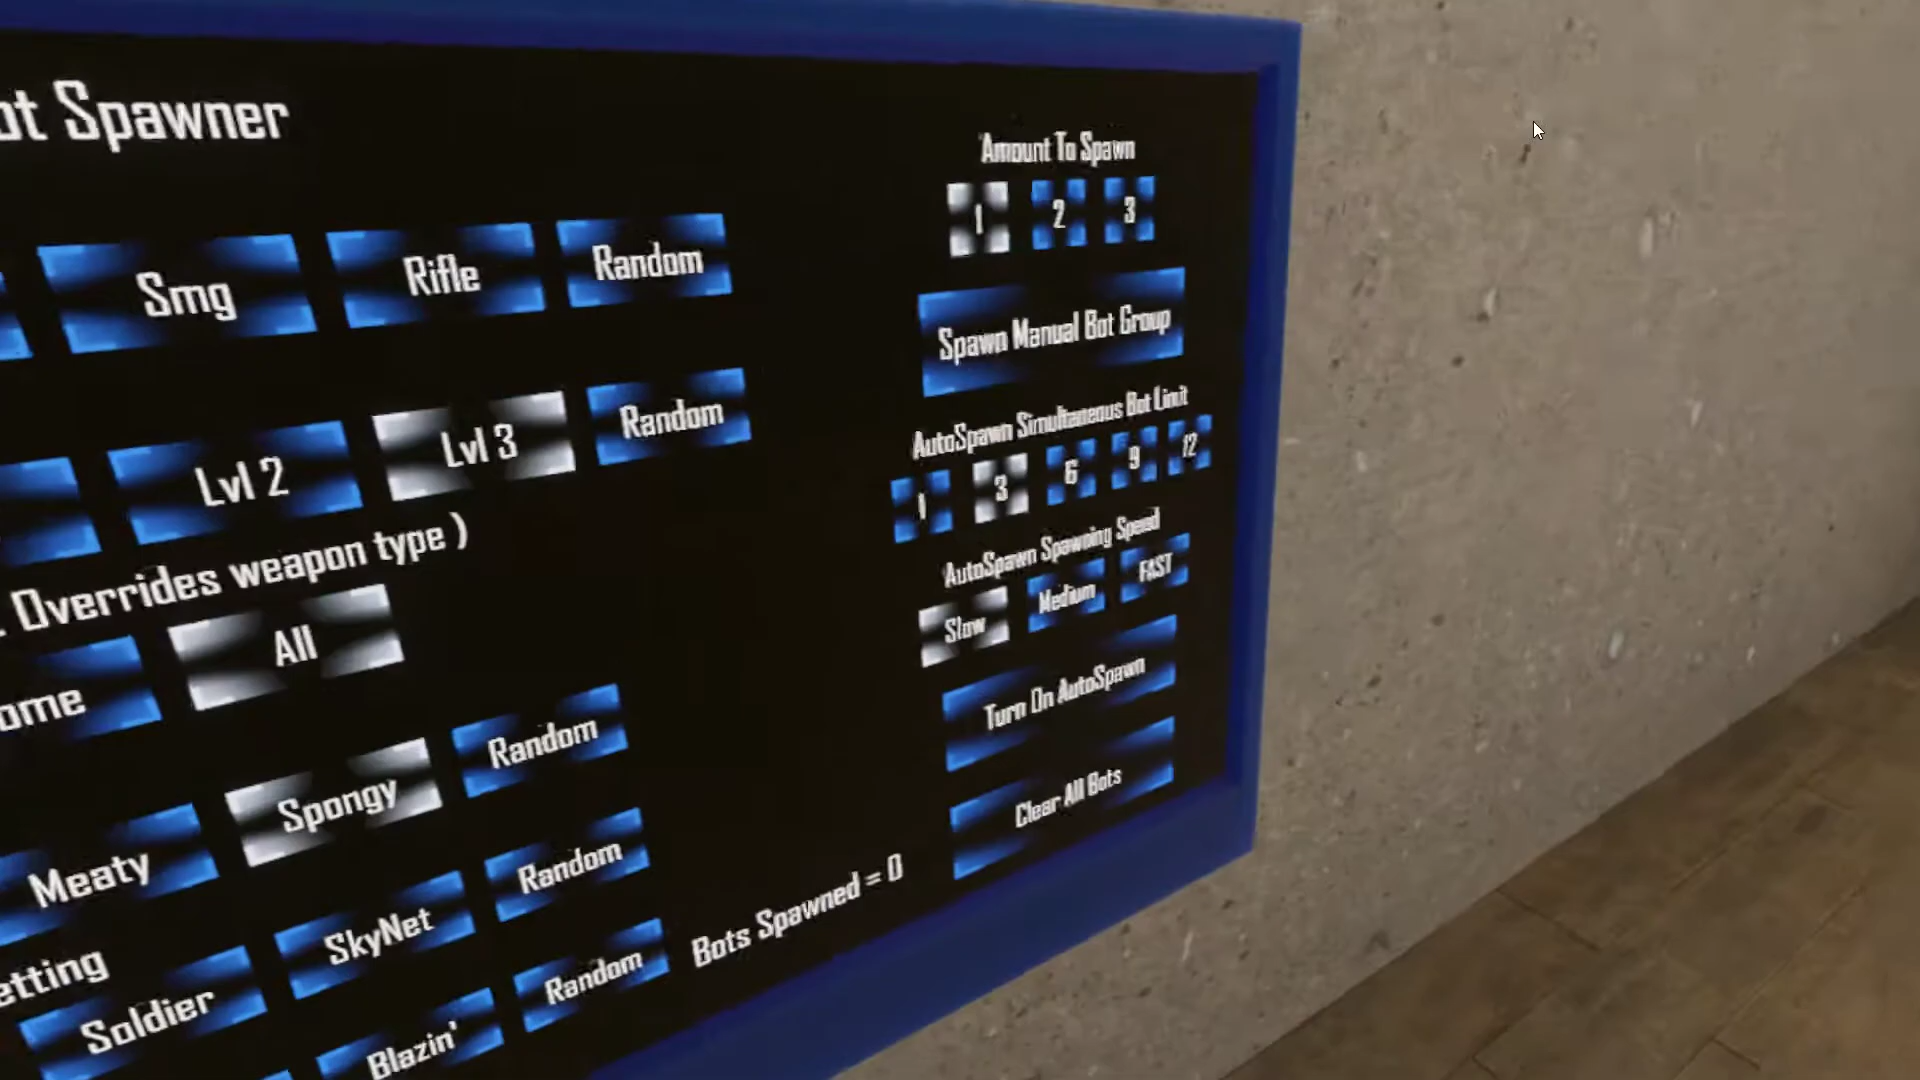 ot Spawner
Smg
Rifle
Random
Lvl 2
Lvl 3
Random
. Overrides weapon type )
ome
All
Meaty
Spongy
Random
etting
Soldier
SkyNet
Random
Blazin'
Random
Bots Spawned = 0
Amount To Spawn
1
2
3
Spawn Manual Bot Group
AutoSpawn Simultaneous Bot Limit
1
3
6
9
12
AutoSpawn Spawning Speed
Slow
Medium
FAST
Turn On AutoSpawn
Clear All Bots